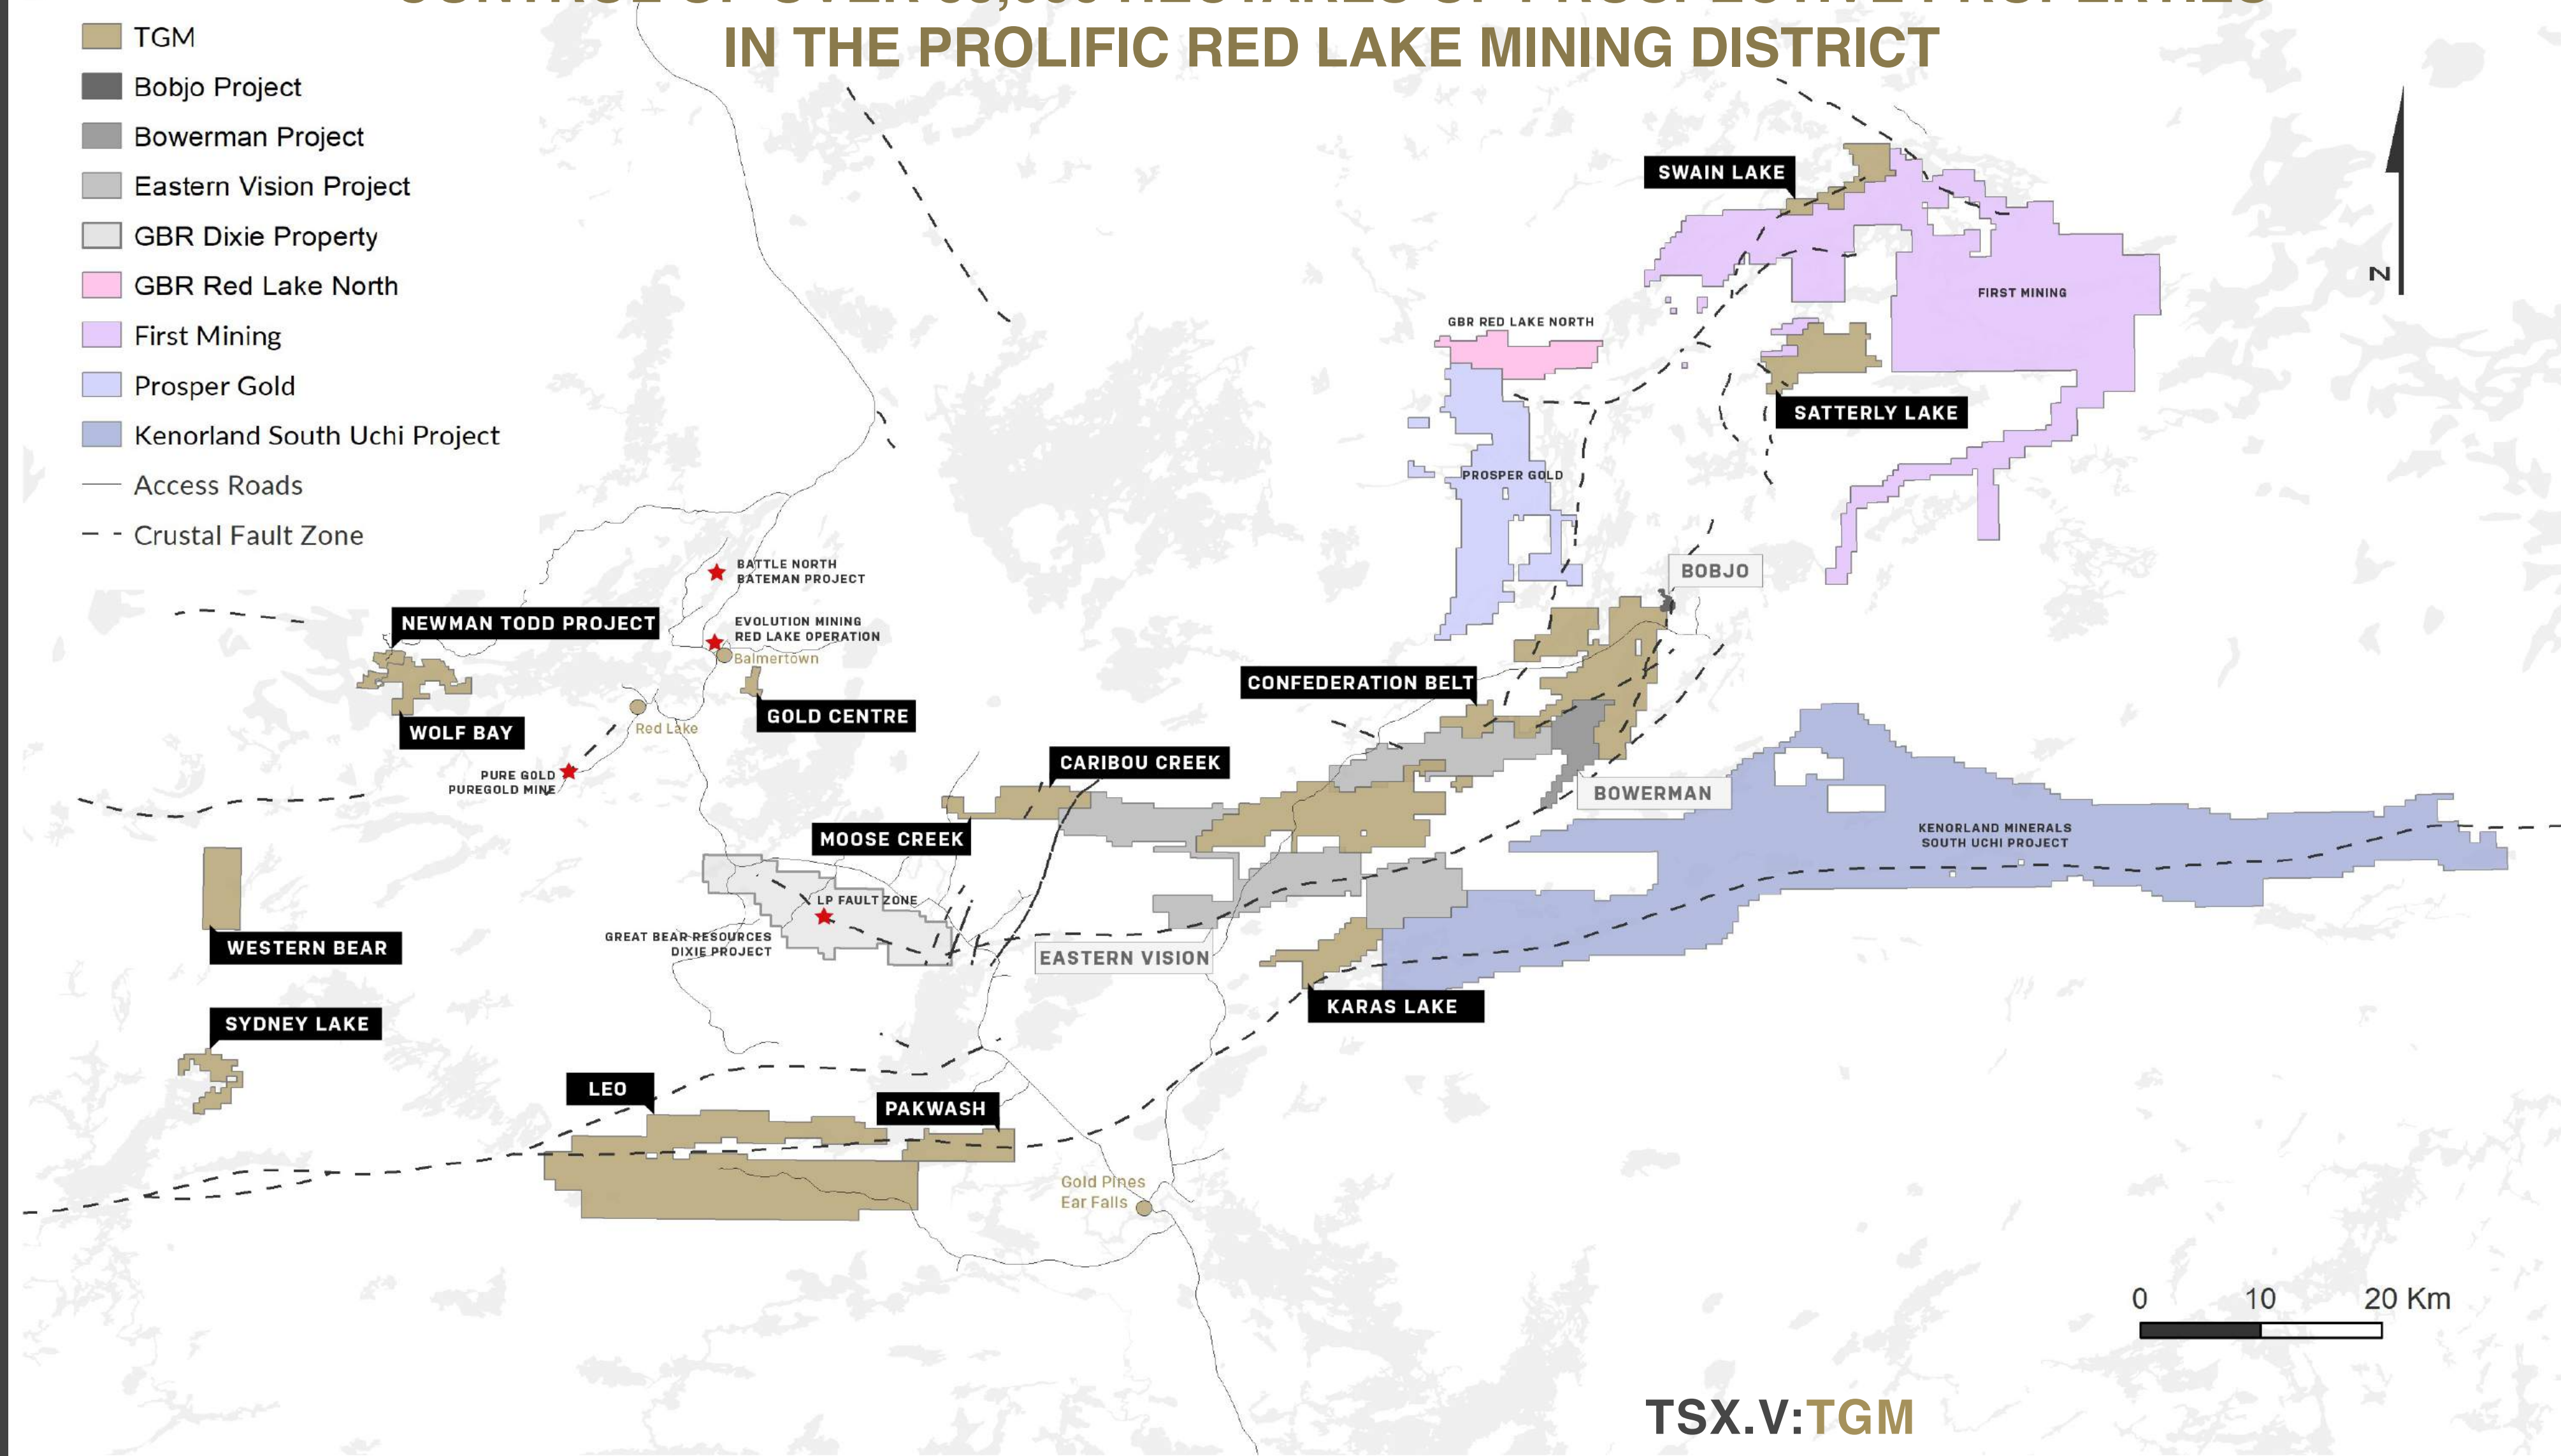 IN THE PROLIFIC RED LAKE MINING DISTRICT
TGM
Bobjo Project
Bowerman Project
Eastern Vision Project
GBR Dixie Property
GBR Red Lake North
First Mining
Prosper Gold
Kenorland South Uchi Project
Access Roads
Crustal Fault Zone
SWAIN LAKE
N
FIRST MINING
GBR RED LAKE NORTH
SATTERLY LAKE
PROSPER GOLD
BATTLE NORTH
BATEMAN PROJECT
BOBJO
NEWMAN TODD PROJECT
EVOLUTION MINING
RED LAKE OPERATION
Balmertown
CONFEDERATION BELT
GOLD CENTRE
WOLF BAY
Red Lake
CARIBOU CREEK
PURE GOLD
PUREGOLD MINE
BOWERMAN
MOOSE CREEK
KENORLAND MINERALS
SOUTH UCHI PROJECT
LP FAULT ZONE
GREAT BEAR RESOURCES
DIXIE PROJECT
WESTERN BEAR
EASTERN VISION
KARAS LAKE
SYDNEY LAKE
LEO
PAKWASH
Gold Pines
Ear Falls
0 10 20 Km
TSX.V:TGM